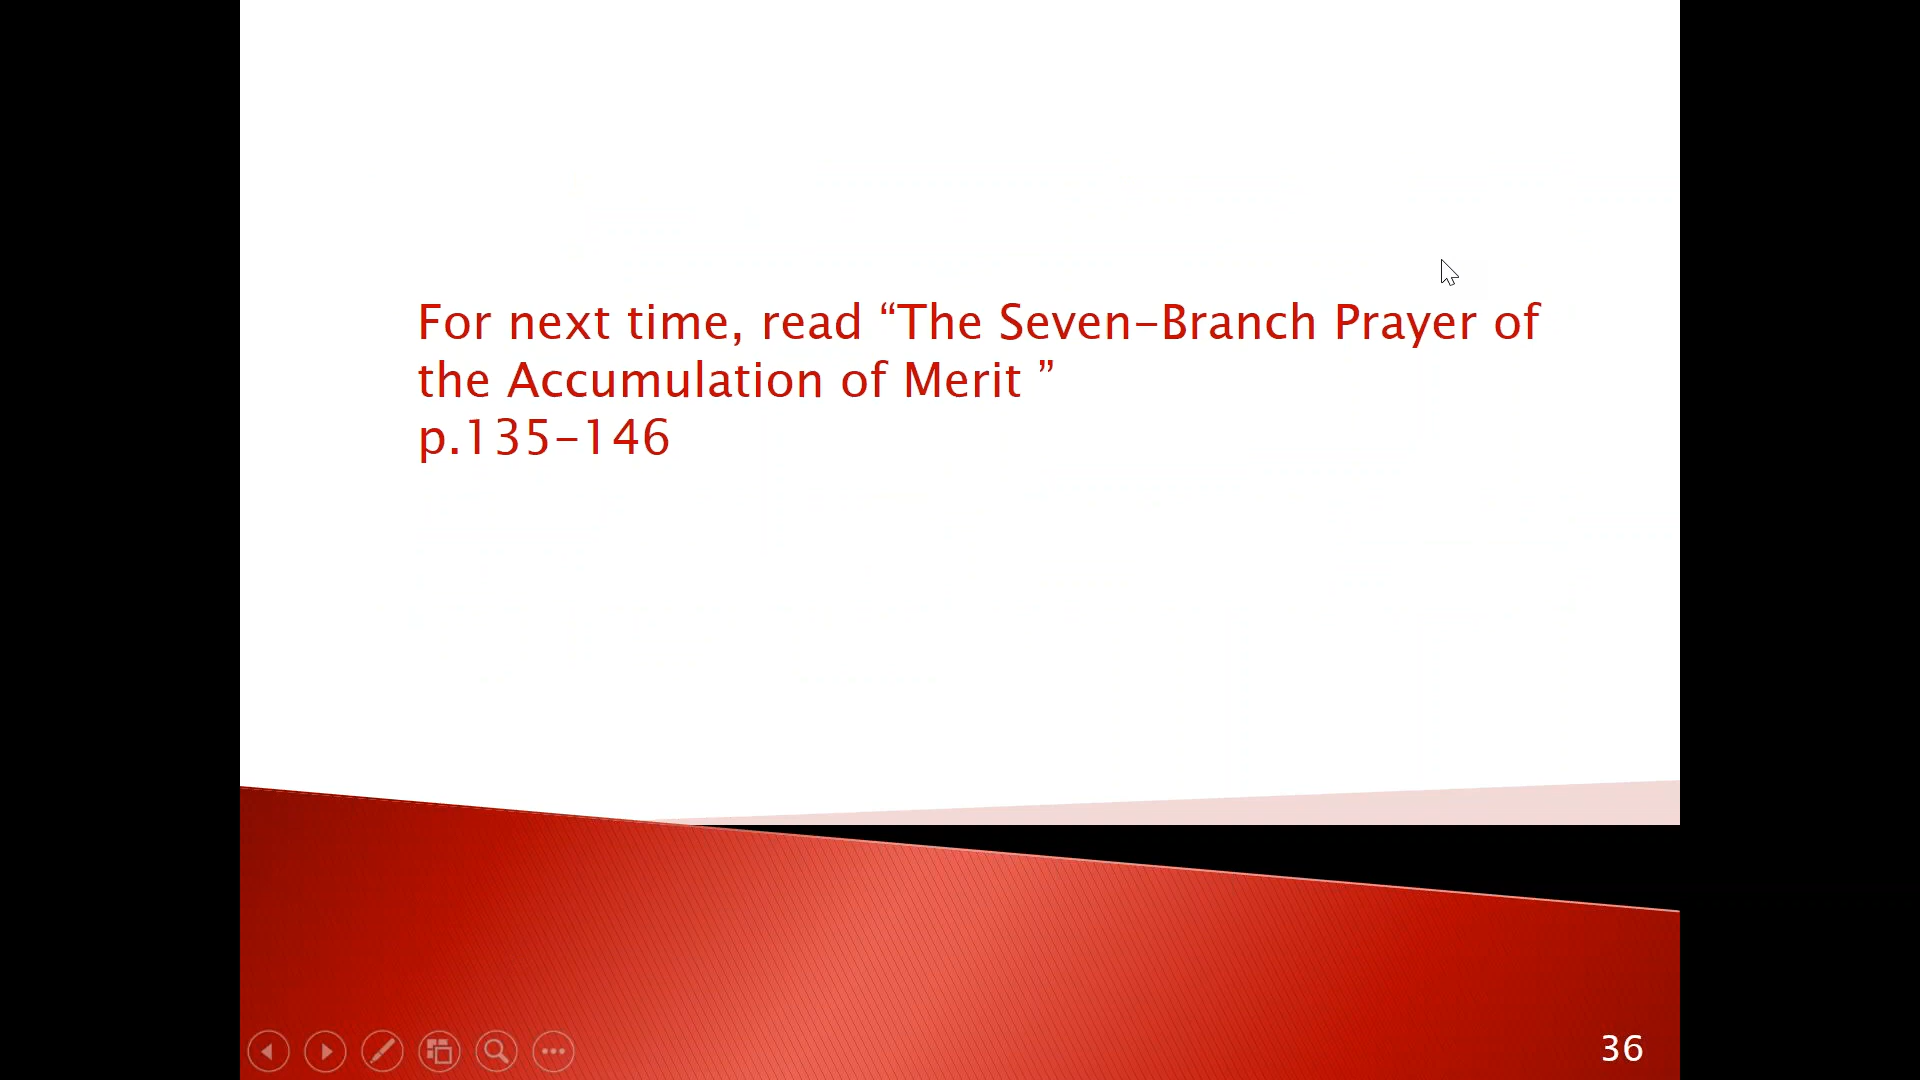 For next time, read “The Seven-Branch Prayer of
the Accumulation of Merit ”
p.135-146
36